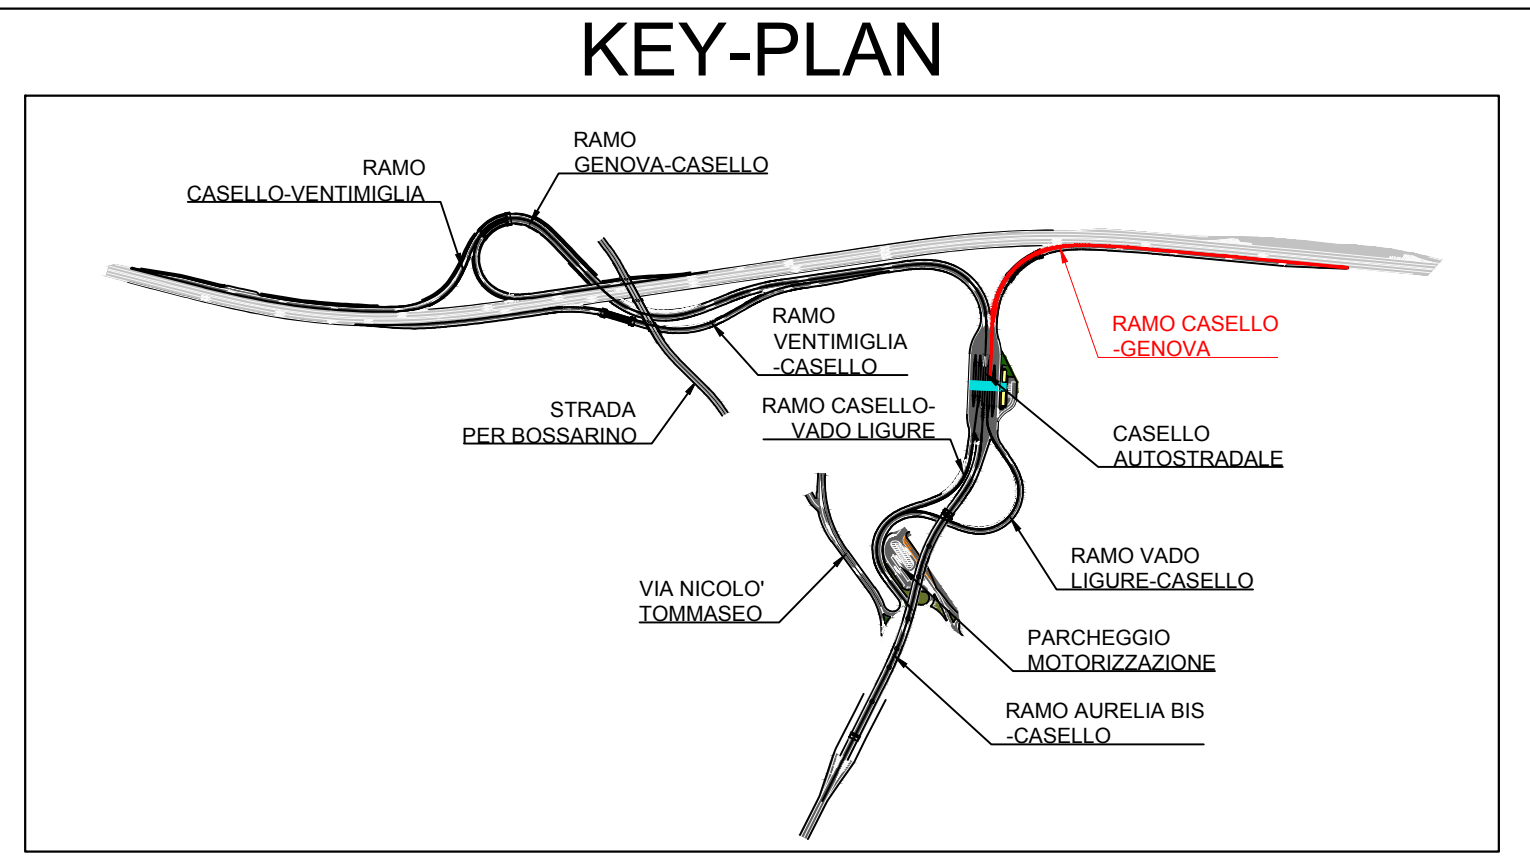 KEY-PLAN
RAMO
GENOVA-CASELLO
RAMO
CASELLO-VENTIMIGLIA
RAMO
VENTIMIGLIA
-CASELLO
RAMO CASELLO
-GENOVA
STRADA
PER BOSSARINO
RAMO CASELLO-
VADO LIGURE
CASELLO
AUTOSTRADALE
VIA NICOLO'
TOMMASEO
RAMO VADO
LIGURE-CASELLO
PARCHEGGIO
MOTORIZZAZIONE
RAMO AURELIA BIS
-CASELLO